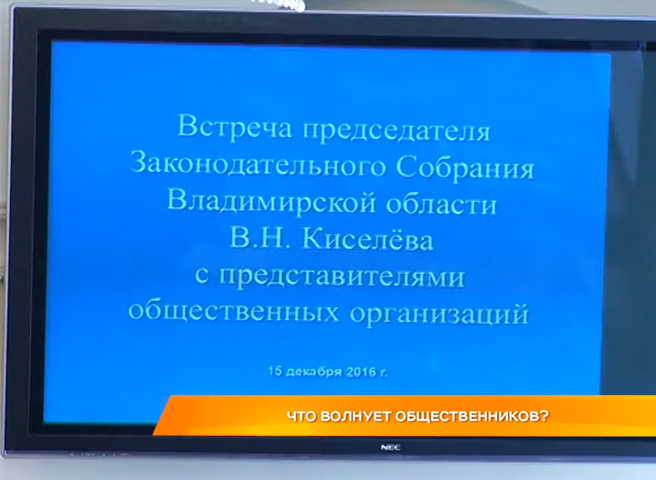 Встреча председателя
Законодательного Собрания
Владимирской области
В.Н. Киселёва
с представителями
общественных организаций
15 декабря 2016 г.
ЧТО ВОЛНУЕТ ОБЩЕСТВЕННИКОВ?
NEC